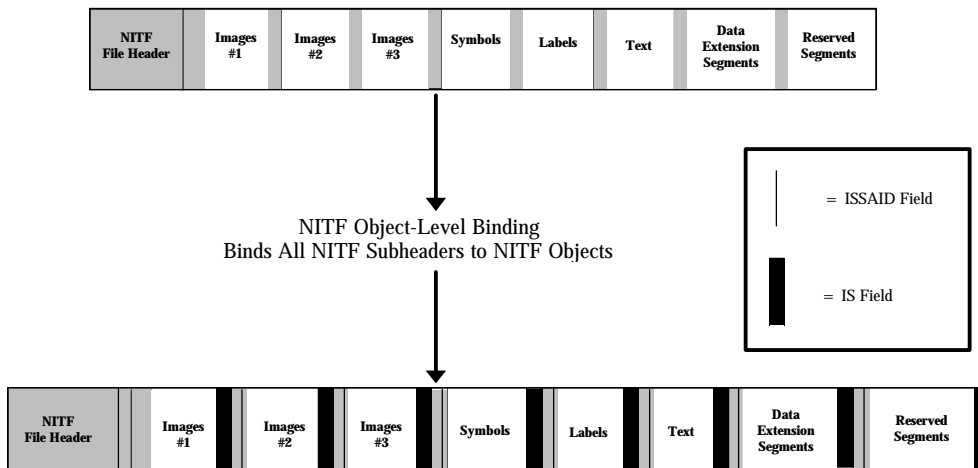 NITF
File Header
Images
#1
Images
#2
Images
#3
Symbols
Labels
Text
Data
Extension
Segments
Reserved
Segments
= ISSAID Field
= IS Field
NITF Object-Level Binding
Binds All NITF Subheaders to NITF Objects
NITF
File Header
Images
#1
Images
#2
Images
#3
Symbols
Labels
Text
Data
Extension
Segments
Reserved
Segments